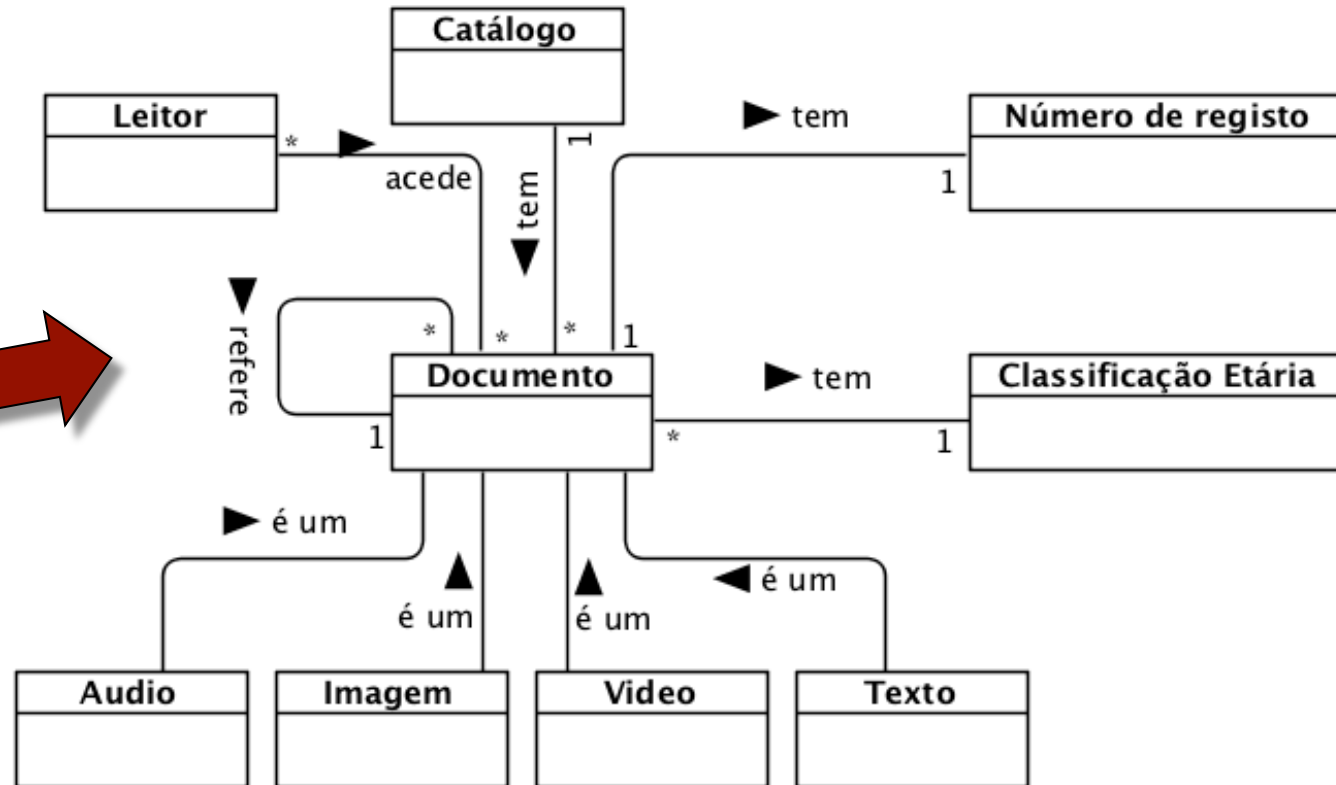 Catálogo
Leitor
Número de registo
tem
*
1
acede
1
tem
refere
*
*
*
1
Documento
tem
Classificação Etária
1
*
1
é um
é um
é um
é um
Audio
Imagem
Video
Texto